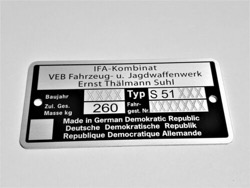 IFA-Kombinat
VEB Fahrzeug- u. Jagdwaffenwerk
Ernst Thälmann Suhl
Baujahr Typ S 51
Zul. Ges. Masse kg 260 Fahr- gest. Nr.
Made in German Democratic Republic
Deutsche Demokratische Republik
Republique Democratique Allemande